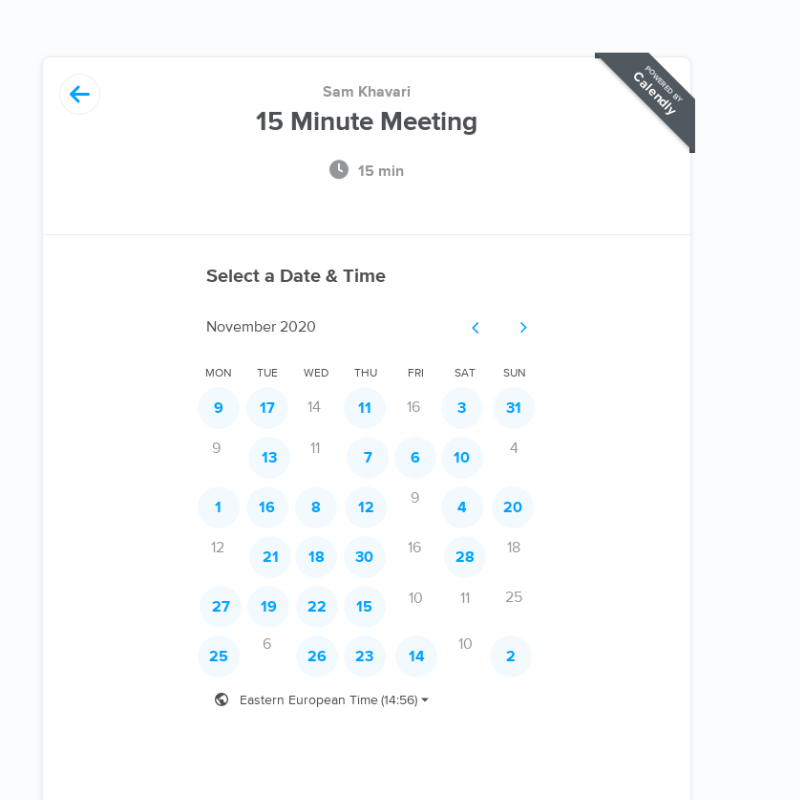 POWERED BY
Calendly
Sam Khavari
15 Minute Meeting
15 min
Select a Date & Time
November 2020
MON TUE WED THU FRI SAT SUN
9 17 14 11 16 3 31
9 13 11 7 6 10 4
1 16 8 12 9 4 20
12 21 18 30 16 28 18
27 19 22 15 10 11 25
25 6 26 23 14 10 2
Eastern European Time (14:56)